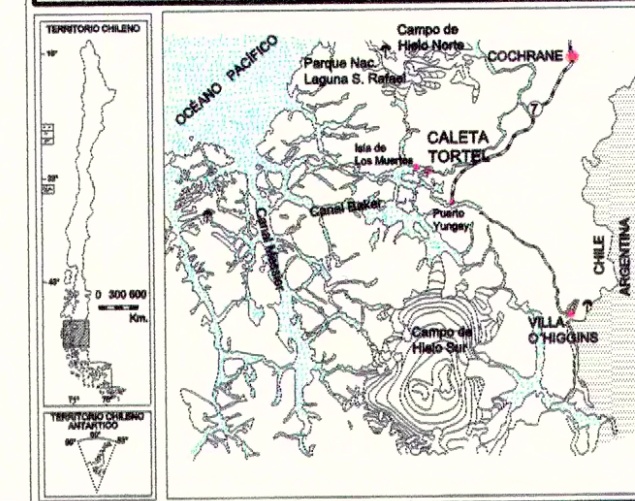 TERRITORIO CHILENO
0 300 600
Km.
TERRITORIO CHILENO
ANTARTICO
OCÉANO PACÍFICO
Campo de
Hielo Norte
Parque Nac.
Laguna S. Rafael
COCHRANE
7
CALETA
TORTEL
Isla de
Los Muertos
Canal Baker
Puerto
Yungay
Canal Messier
CHILE
ARGENTINA
VILLA
O'HIGGINS
Campo de
Hielo Sur